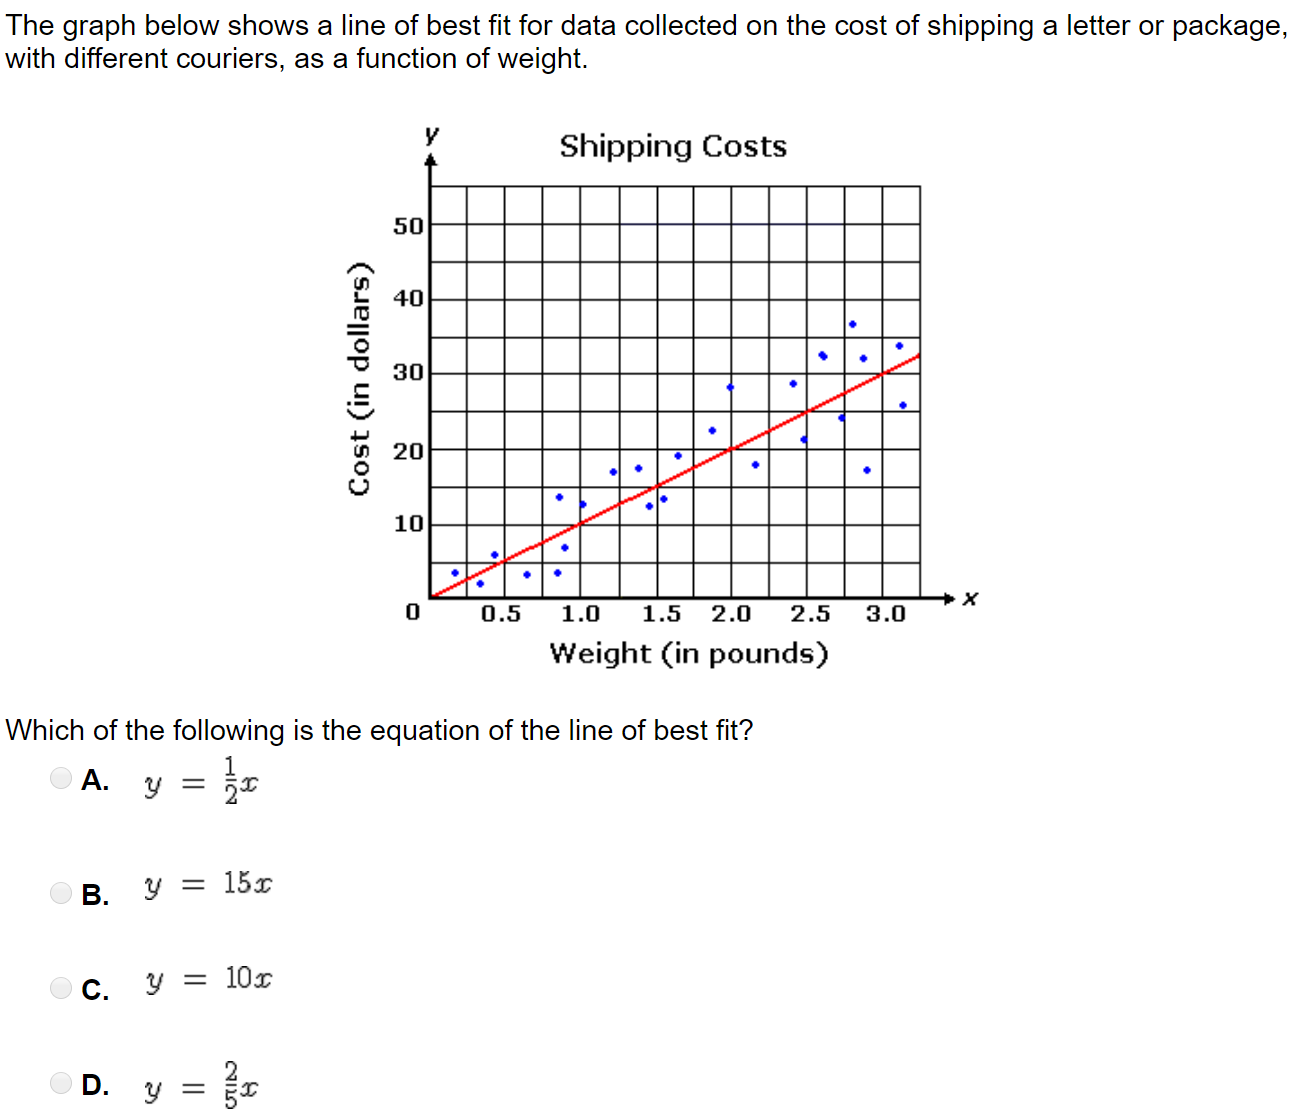 The graph below shows a line of best fit for data collected on the cost of shipping a letter or package,
with different couriers, as a function of weight.
y
Shipping Costs
50
40
30
20
10
Cost (in dollars)
0 0.5 1.0 1.5 2.0 2.5 3.0 x
Weight (in pounds)
Which of the following is the equation of the line of best fit?
A. y = 1/2 x
B. y = 15x
C. y = 10x
D. y = 2/5 x